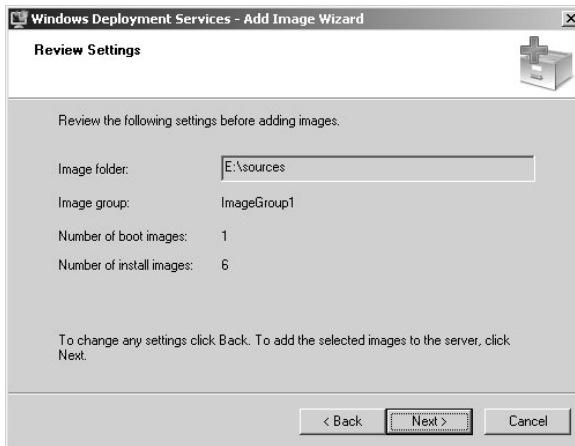 Windows Deployment Services - Add Image Wizard
Review Settings
Review the following settings before adding images.
Image folder: E:\sources
Image group: ImageGroup1
Number of boot images: 1
Number of install images: 6
To change any settings click Back. To add the selected images to the server, click
Next.
< Back Next > Cancel